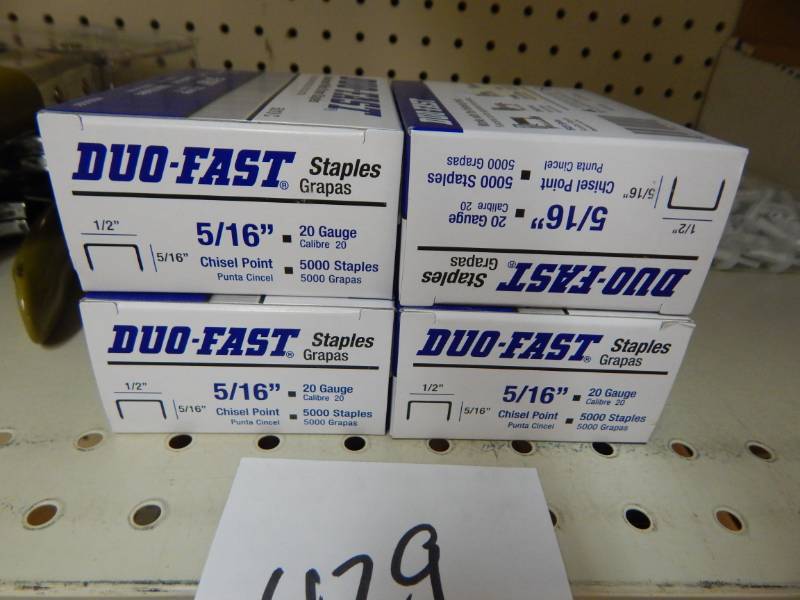 DUO-FAST® Staples
Grapas
1/2"
5/16" ▪ 20 Gauge
Calibre 20
5/16"
Chisel Point ▪ 5000 Staples
Punta Cincel 5000 Grapas
DUO-FAST® Staples
Grapas
1/2"
5/16" ▪ 20 Gauge
Calibre 20
5/16"
Chisel Point ▪ 5000 Staples
Punta Cincel 5000 Grapas
DUO-FAST® Staples
Grapas
1/2"
5/16" ▪ 20 Gauge
Calibre 20
5/16"
Chisel Point ▪ 5000 Staples
Punta Cincel 5000 Grapas
DUO-FAST® Staples
Grapas
1/2"
5/16" ▪ 20 Gauge
Calibre 20
5/16"
Chisel Point ▪ 5000 Staples
Punta Cincel 5000 Grapas
DUO-FAST
DUO-FAST
479